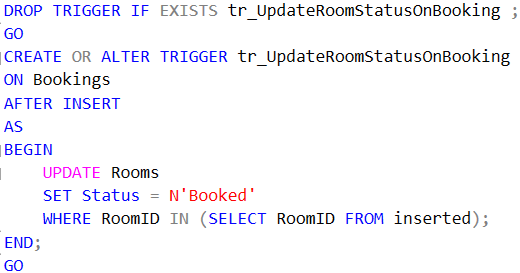 DROP TRIGGER IF EXISTS tr_UpdateRoomStatusOnBooking ;
GO
CREATE OR ALTER TRIGGER tr_UpdateRoomStatusOnBooking
ON Bookings
AFTER INSERT
AS
BEGIN
    UPDATE Rooms
    SET Status = N'Booked'
    WHERE RoomID IN (SELECT RoomID FROM inserted);
END;
GO